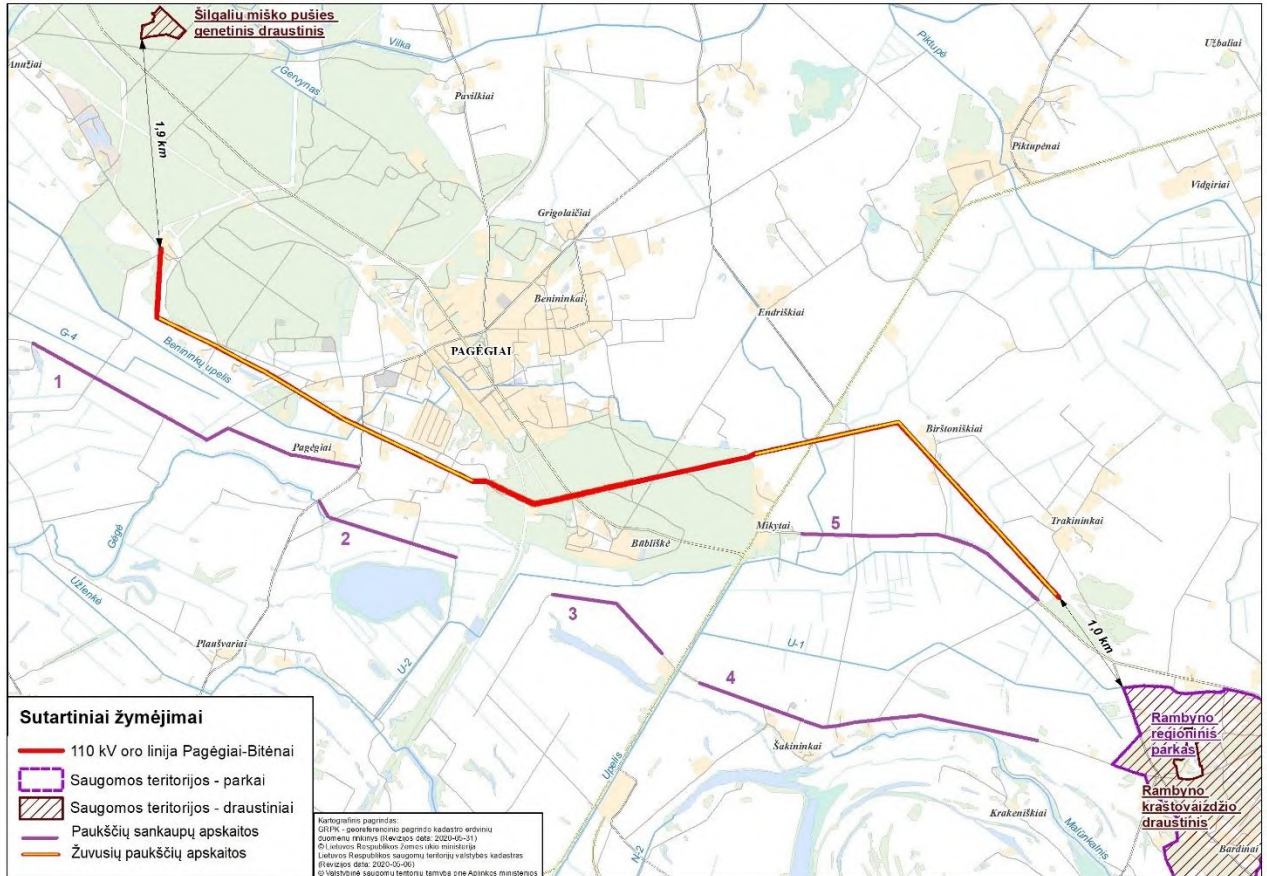 Šilgalių miško pušies
genetinis draustinis
Vilka
Piktupė
Užbaliai
Anužiai
Gervynas
Pavilkiai
1,9 km
Piktupėnai
Vidgiriai
Grigolaičiai
Benininkai
Endriškiai
G-4
Benininkų upelis
PAGĖGIAI
1
Birštoniškiai
Pagėgiai
2
Gėgė
Mikytai
5
Trakininkai
Būbliškė
Užlenkė
3
1,0 km
Plaušvariai
U-2
U-1
4
Rambyno
regioninis
parkas
Šakininkai
Upelis
Rambyno
kraštovaizdžio
draustinis
Krakeniškiai
Malūnkalnis
N-2
Bardinai
Sutartiniai žymėjimai
110 kV oro linija Pagėgiai-Bitėnai
Saugomos teritorijos - parkai
Saugomos teritorijos - draustiniai
Paukščių sankaupų apskaitos
Žuvusių paukščių apskaitos
Kartografinis pagrindas:
GRPK - georeferencinio pagrindo kadastro erdvinių
duomenų rinkinys (Revizijos data: 2020-05-31)
© Lietuvos Respublikos žemės ūkio ministerija
Lietuvos Respublikos saugomų teritorijų valstybės kadastras
(Revizijos data: 2020-05-06)
© Valstybinė saugomų teritorijų tarnyba prie Aplinkos ministerijos